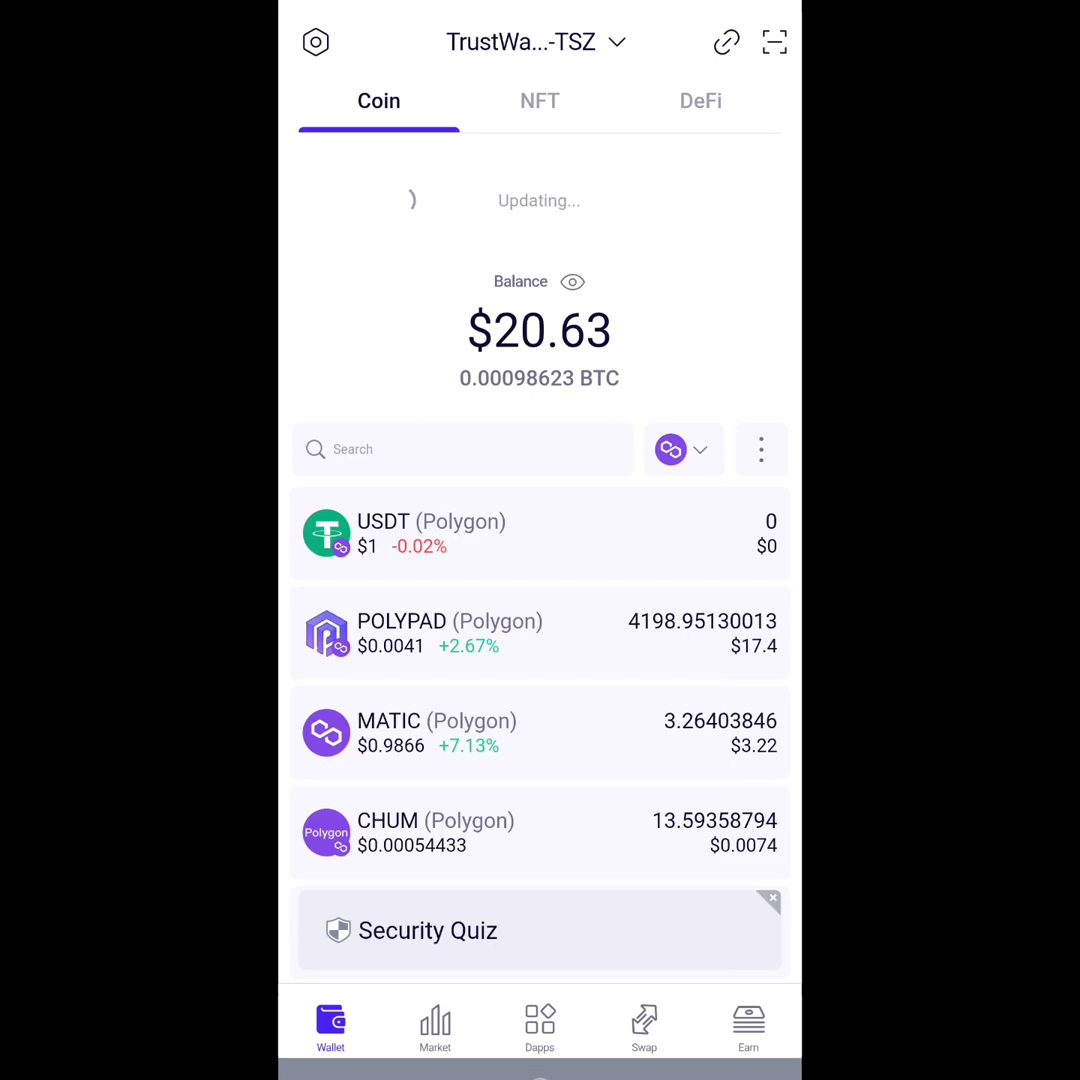 TrustWa...-TSZ
Coin NFT DeFi
Updating...
Balance
$20.63
0.00098623 BTC
Search
USDT (Polygon) 0
$1 -0.02% $0
POLYPAD (Polygon) 4198.95130013
$0.0041 +2.67% $17.4
MATIC (Polygon) 3.26403846
$0.9866 +7.13% $3.22
Polygon
CHUM (Polygon) 13.59358794
$0.00054433 $0.0074
Security Quiz
Wallet Market Dapps Swap Earn